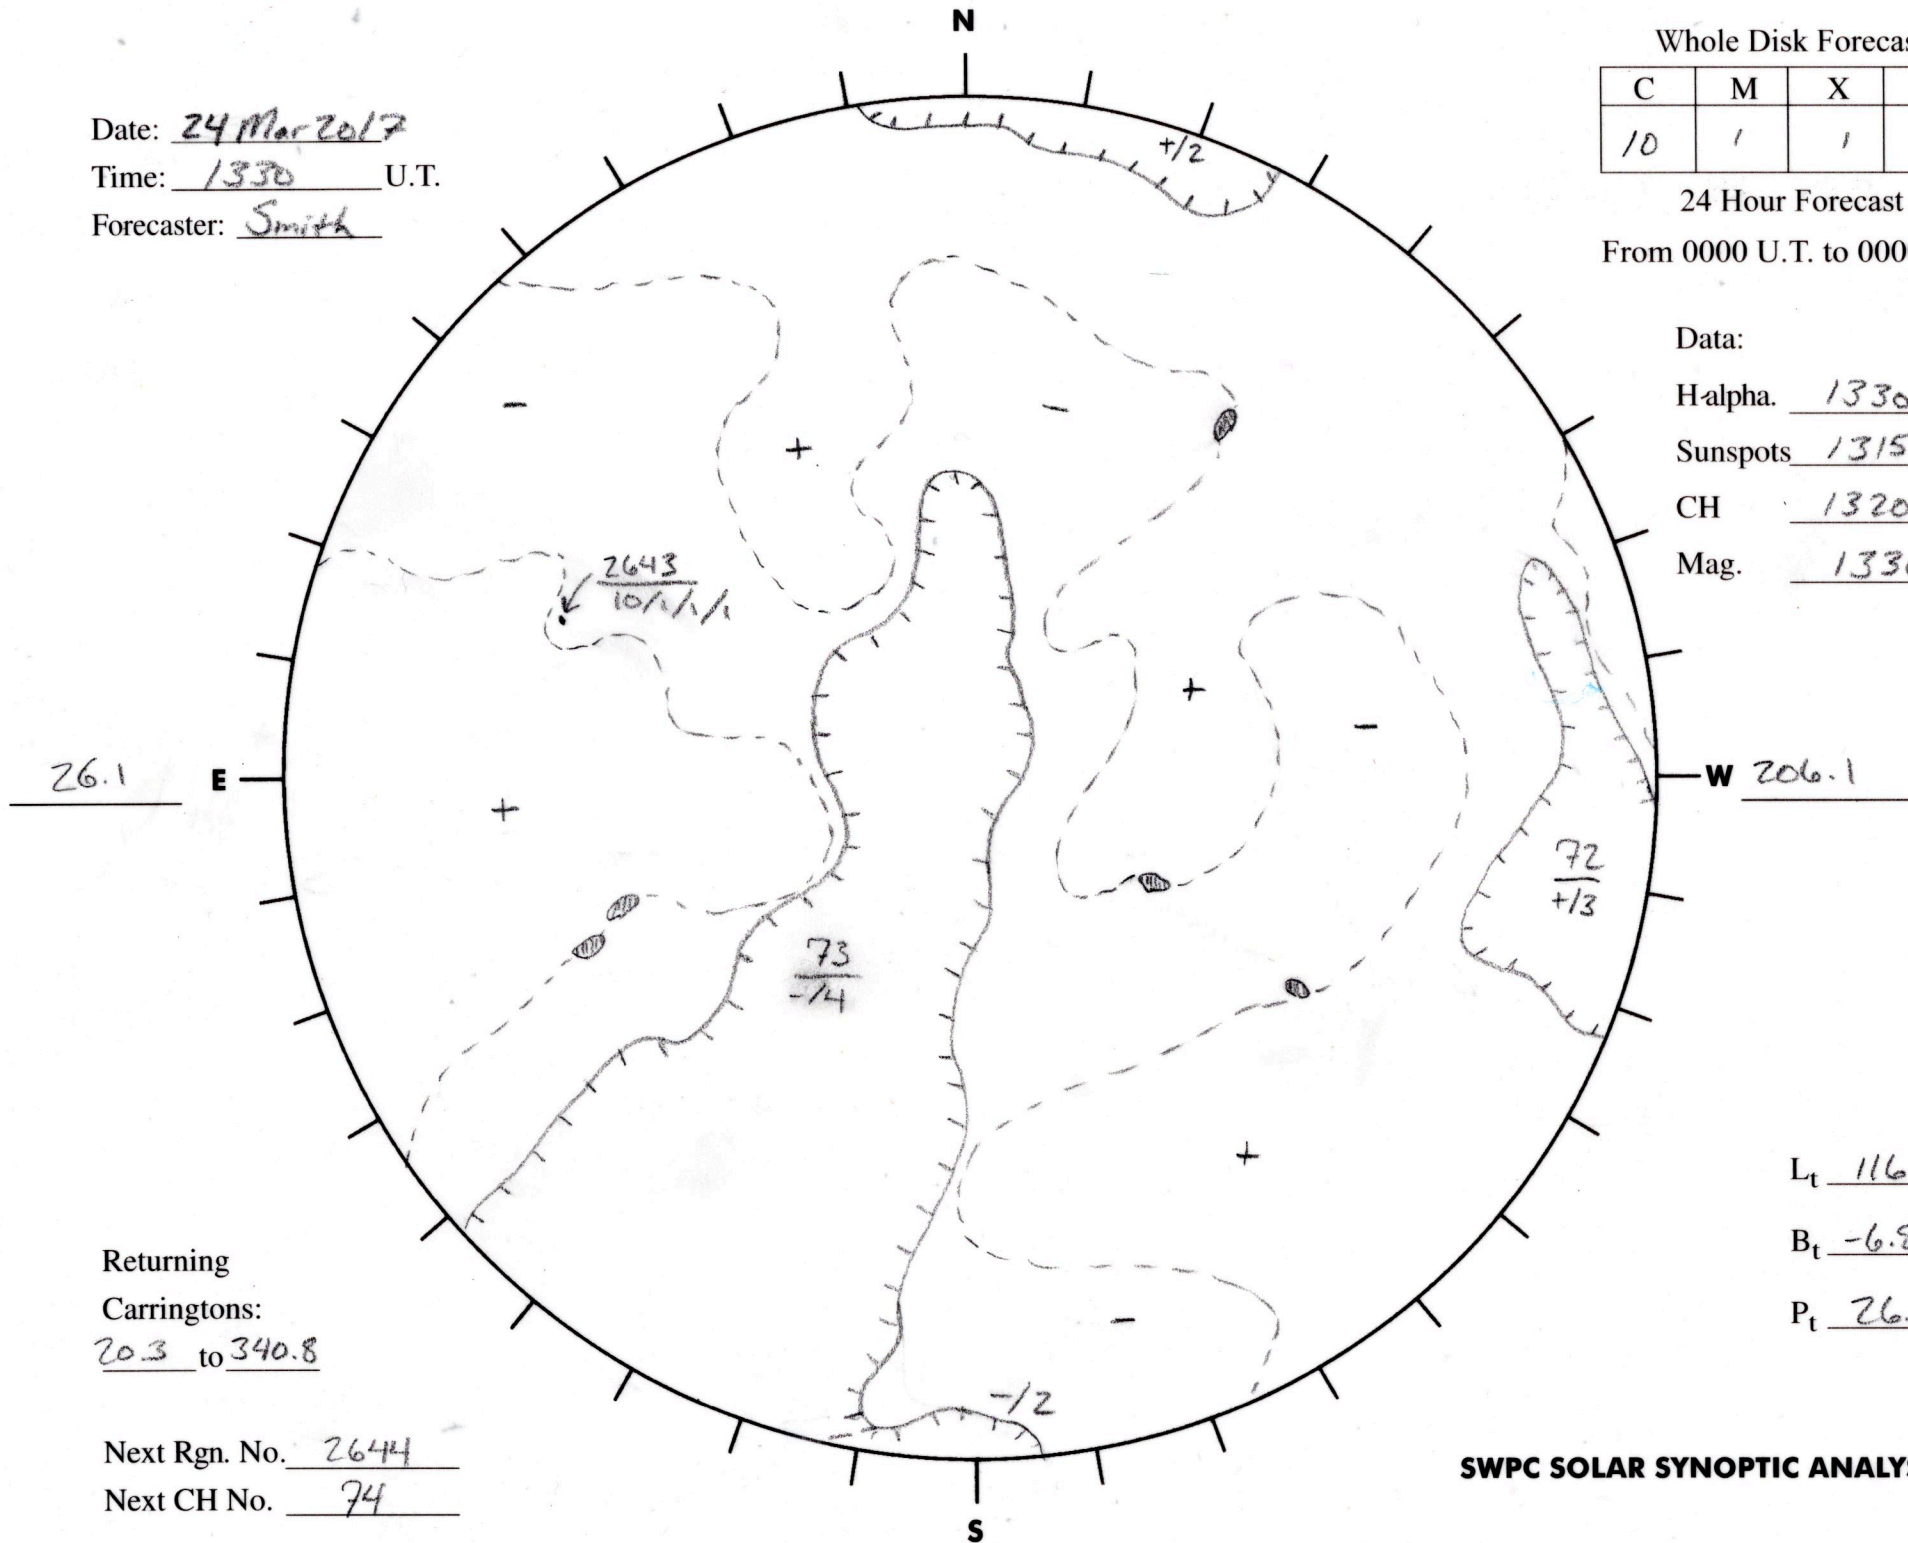 N
Whole Disk Forecas
C M X
10 1 1
Date: 24 Mar 2017
Time: 1330 U.T.
Forecaster: Smith
24 Hour Forecast
From 0000 U.T. to 000
+/2
Data:
H-alpha. 1330
Sunspots 1315
CH 1320
Mag. 133
-
+
-
2643
10/1/1/1
+
-
26.1 E
W 206.1
+
72
+/3
73
-/4
+
Lt 116
Bt -6.8
Pt 26.
Returning
Carringtons:
20.3 to 340.8
-
-/2
Next Rgn. No. 2644
Next CH No. 74
SWPC SOLAR SYNOPTIC ANALYS
S